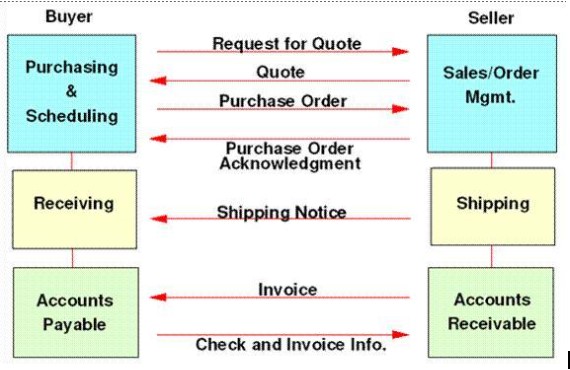 Buyer
Seller
Purchasing
&
Scheduling
Request for Quote
Quote
Purchase Order
Purchase Order
Acknowledgment
Sales/Order
Mgmt.
Receiving
Shipping Notice
Shipping
Accounts
Payable
Invoice
Check and Invoice Info.
Accounts
Receivable